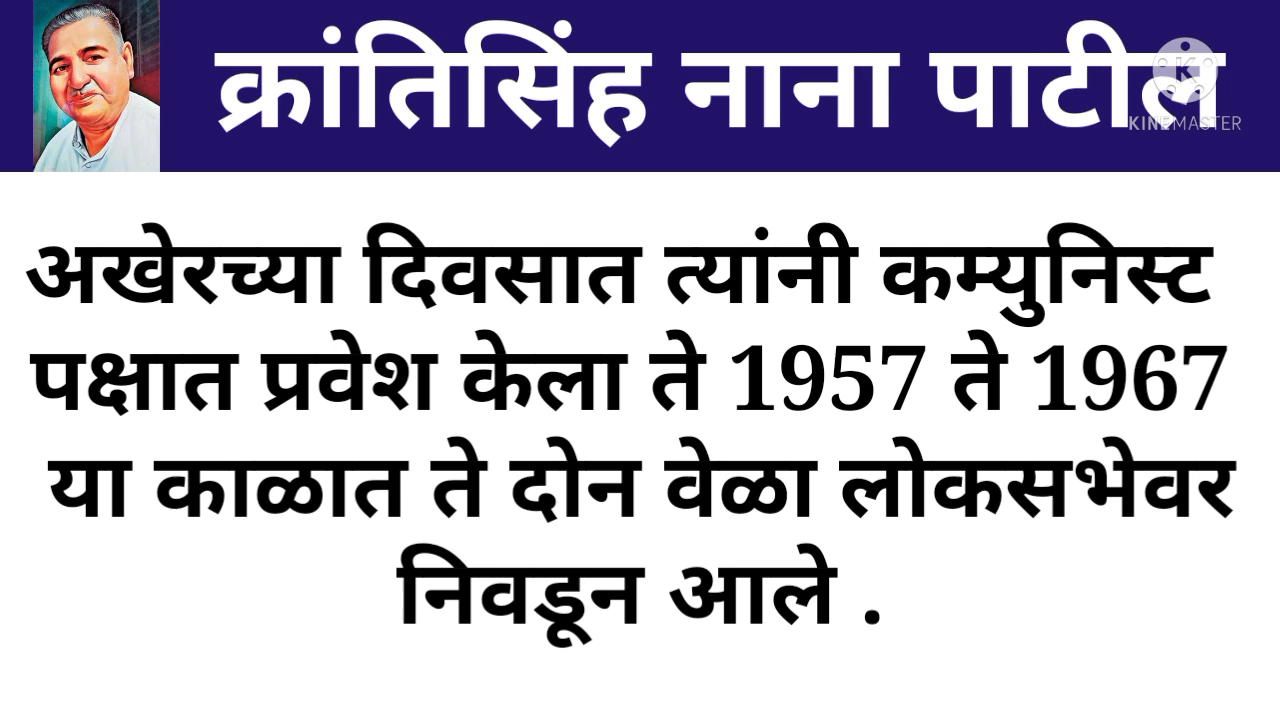 क्रांतिसिंह नाना पाटील
KINEMASTER
अखेरच्या दिवसात त्यांनी कम्युनिस्ट
पक्षात प्रवेश केला ते 1957 ते 1967
या काळात ते दोन वेळा लोकसभेवर
निवडून आले .